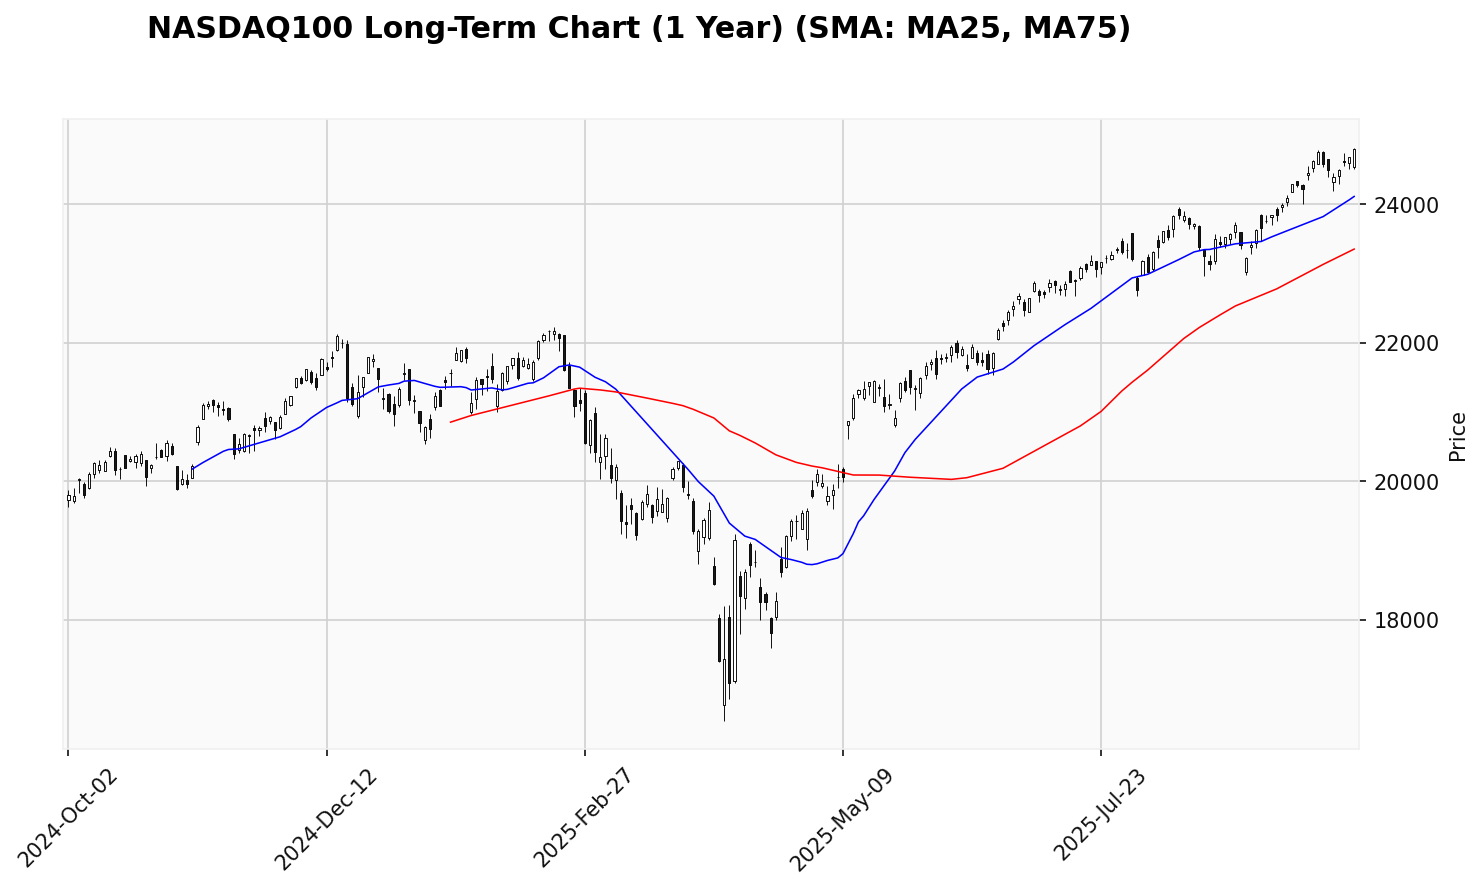 NASDAQ100 Long-Term Chart (1 Year) (SMA: MA25, MA75)
24000
22000
20000
18000
Price
2024-Oct-02
2024-Dec-12
2025-Feb-27
2025-May-09
2025-Jul-23